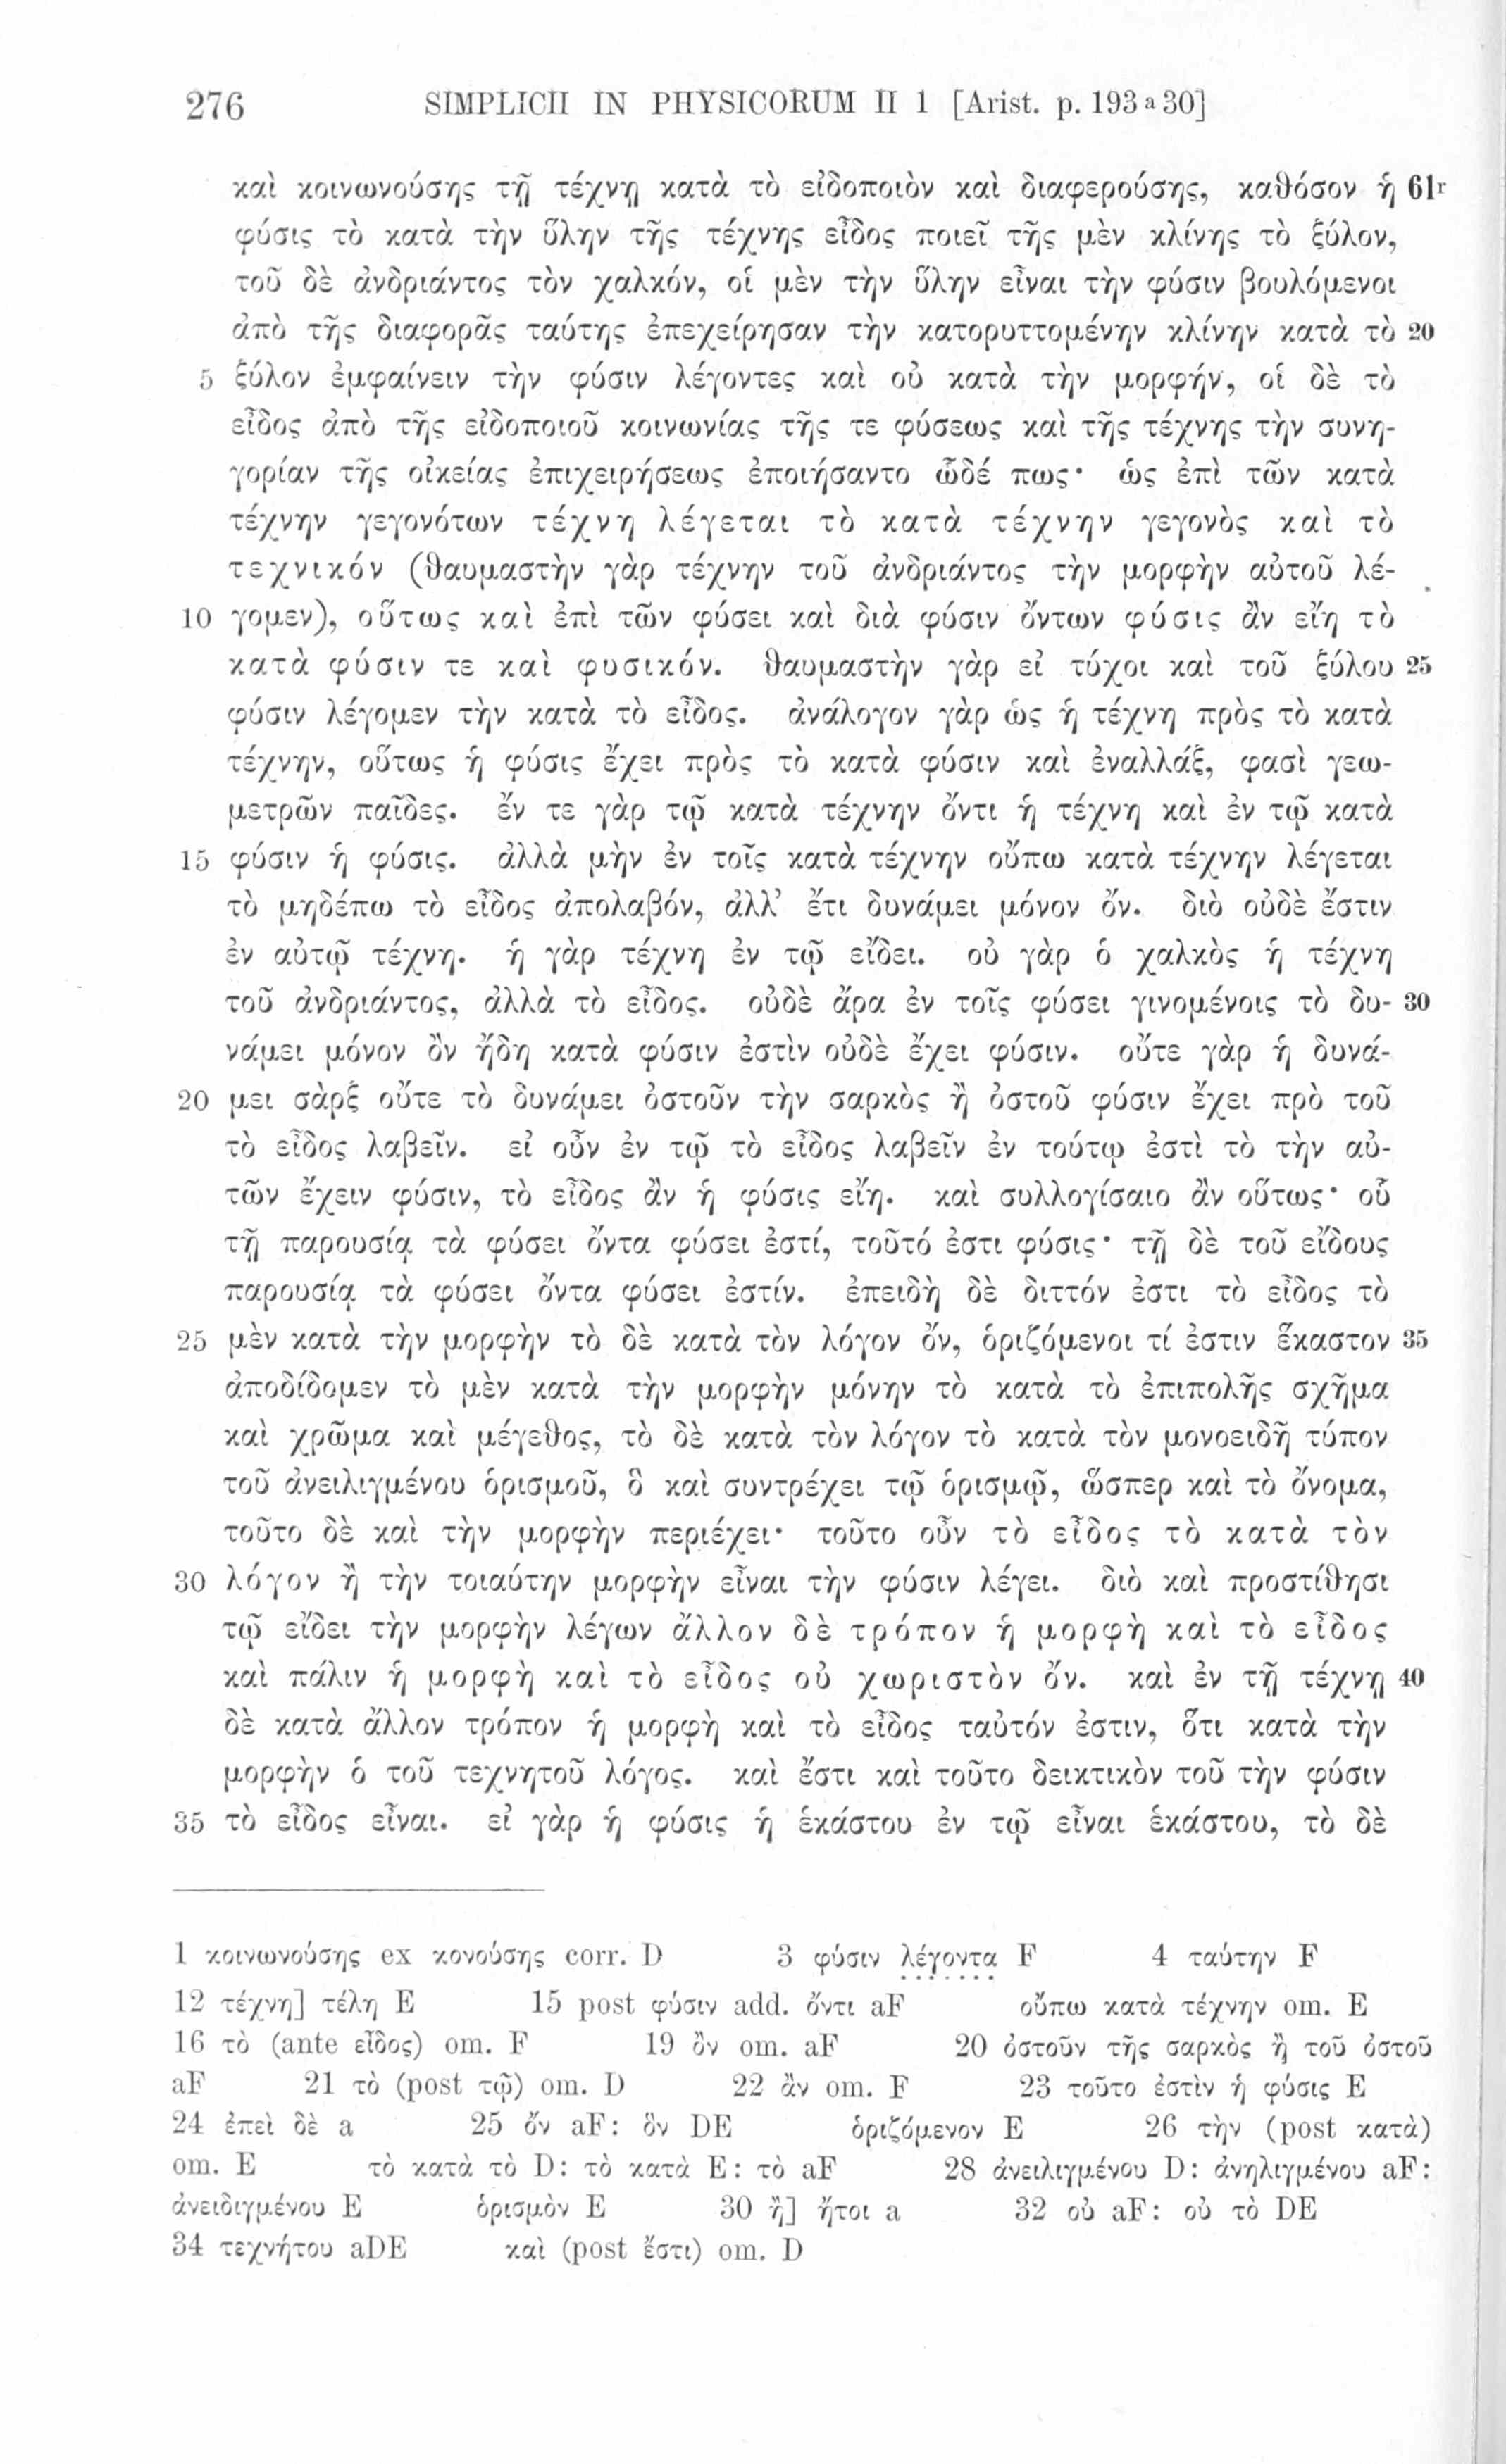 276 SIMPLICII IN PHYSICORUM II 1 [Arist. p. 193 a 30]
καὶ κοινωνούσης τῇ τέχνῃ κατὰ τὸ εἰδοποιὸν καὶ διαφερούσης, καθόσον ἡ 61r
φύσις τὸ κατὰ τὴν ὕλην τῆς τέχνης εἶδος ποιεῖ τῆς μὲν κλίνης τὸ ξύλον,
τοῦ δὲ ἀνδριάντος τὸν χαλκόν, οἱ μὲν τὴν ὕλην εἶναι τὴν φύσιν βουλόμενοι
ἀπὸ τῆς διαφορᾶς ταύτης ἐπεχείρησαν τὴν κατορυττομένην κλίνην κατὰ τὸ 20
5 ξύλον ἐμφαίνειν τὴν φύσιν λέγοντες καὶ οὐ κατὰ τὴν μορφήν, οἱ δὲ τὸ
εἶδος ἀπὸ τῆς εἰδοποιοῦ κοινωνίας τῆς τε φύσεως καὶ τῆς τέχνης τὴν συνη-
γορίαν τῆς οἰκείας ἐπιχειρήσεως ἐποιήσαντο ὧδέ πως· ὡς ἐπὶ τῶν κατὰ
τέχνην γεγονότων τέχνη λέγεται τὸ κατὰ τέχνην γεγονὸς καὶ τὸ
τεχνικόν (θαυμαστὴν γὰρ τέχνην τοῦ ἀνδριάντος τὴν μορφὴν αὐτοῦ λέ-
10 γομεν), οὕτως καὶ ἐπὶ τῶν φύσει καὶ διὰ φύσιν ὄντων φύσις ἂν εἴη τὸ
κατὰ φύσιν τε καὶ φυσικόν. θαυμαστὴν γὰρ εἰ τύχοι καὶ τοῦ ξύλου 25
φύσιν λέγομεν τὴν κατὰ τὸ εἶδος. ἀνάλογον γὰρ ὡς ἡ τέχνη πρὸς τὸ κατὰ
τέχνην, οὕτως ἡ φύσις ἔχει πρὸς τὸ κατὰ φύσιν καὶ ἐναλλάξ, φασὶ γεω-
μετρῶν παῖδες. ἔν τε γὰρ τῷ κατὰ τέχνην ὄντι ἡ τέχνη καὶ ἐν τῷ κατὰ
15 φύσιν ἡ φύσις. ἀλλὰ μὴν ἐν τοῖς κατὰ τέχνην οὔπω κατὰ τέχνην λέγεται
τὸ μηδέπω τὸ εἶδος ἀπολαβόν, ἀλλ' ἔτι δυνάμει μόνον ὄν. διὸ οὐδὲ ἔστιν
ἐν αὐτῷ τέχνη. ἡ γὰρ τέχνη ἐν τῷ εἴδει. οὐ γὰρ ὁ χαλκὸς ἡ τέχνη
τοῦ ἀνδριάντος, ἀλλὰ τὸ εἶδος. οὐδὲ ἄρα ἐν τοῖς φύσει γινομένοις τὸ δυ- 30
νάμει μόνον ὂν ἤδη κατὰ φύσιν ἐστὶν οὐδὲ ἔχει φύσιν. οὔτε γὰρ ἡ δυνά-
20 μει σὰρξ οὔτε τὸ δυνάμει ὀστοῦν τὴν σαρκὸς ἢ ὀστοῦ φύσιν ἔχει πρὸ τοῦ
τὸ εἶδος λαβεῖν. εἰ οὖν ἐν τῷ τὸ εἶδος λαβεῖν ἐν τούτῳ ἐστὶ τὸ τὴν αὑ-
τῶν ἔχειν φύσιν, τὸ εἶδος ἂν ἡ φύσις εἴη. καὶ συλλογίσαιο ἂν οὕτως· οὗ
τῇ παρουσίᾳ τὰ φύσει ὄντα φύσει ἐστί, τοῦτό ἐστι φύσις· τῇ δὲ τοῦ εἴδους
παρουσίᾳ τὰ φύσει ὄντα φύσει ἐστίν. ἐπειδὴ δὲ διττόν ἐστι τὸ εἶδος τὸ
25 μὲν κατὰ τὴν μορφὴν τὸ δὲ κατὰ τὸν λόγον ὄν, ὁριζόμενοι τί ἐστιν ἕκαστον 35
ἀποδίδομεν τὸ μὲν κατὰ τὴν μορφὴν μόνην τὸ κατὰ τὸ ἐπιπολῆς σχῆμα
καὶ χρῶμα καὶ μέγεθος, τὸ δὲ κατὰ τὸν λόγον τὸ κατὰ τὸν μονοειδῆ τύπον
τοῦ ἀνειλιγμένου ὁρισμοῦ, ὃ καὶ συντρέχει τῷ ὁρισμῷ, ὥσπερ καὶ τὸ ὄνομα,
τοῦτο δὲ καὶ τὴν μορφὴν περιέχει· τοῦτο οὖν τὸ εἶδος τὸ κατὰ τὸν
30 λόγον ἢ τὴν τοιαύτην μορφὴν εἶναι τὴν φύσιν λέγει. διὸ καὶ προστίθησι
τῷ εἴδει τὴν μορφὴν λέγων ἄλλον δὲ τρόπον ἡ μορφὴ καὶ τὸ εἶδος
καὶ πάλιν ἡ μορφὴ καὶ τὸ εἶδος οὐ χωριστὸν ὄν. καὶ ἐν τῇ τέχνῃ 40
δὲ κατὰ ἄλλον τρόπον ἡ μορφὴ καὶ τὸ εἶδος ταὐτόν ἐστιν, ὅτι κατὰ τὴν
μορφὴν ὁ τοῦ τεχνητοῦ λόγος. καὶ ἔστι καὶ τοῦτο δεικτικὸν τοῦ τὴν φύσιν
35 τὸ εἶδος εἶναι. εἰ γὰρ ἡ φύσις ἡ ἑκάστου ἐν τῷ εἶναι ἑκάστου, τὸ δὲ
1 κοινωνούσης ex κονούσης corr. D 3 φύσιν λέγοντα F 4 ταύτην F
12 τέχνη] τέλη E 15 post φύσιν add. ὄντι aF οὔπω κατὰ τέχνην om. E
16 τὸ (ante εἶδος) om. F 19 ὂν om. aF 20 ὀστοῦν τῆς σαρκὸς ἢ τοῦ ὀστοῦ
aF 21 τὸ (post τῷ) om. D 22 ἂν om. F 23 τοῦτο ἐστὶν ἡ φύσις E
24 ἐπεὶ δὲ a 25 ὄν aF: ὃν DE ὁριζόμενον E 26 τὴν (post κατὰ)
om. E τὸ κατὰ τὸ D: τὸ κατὰ E: τὸ aF 28 ἀνειλιγμένου D: ἀνηλιγμένου aF:
ἀνειδιγμένου E ὁρισμὸν E 30 ἢ] ἤτοι a 32 οὐ aF: οὐ τὸ DE
34 τεχνήτου aDE καὶ (post ἔστι) om. D